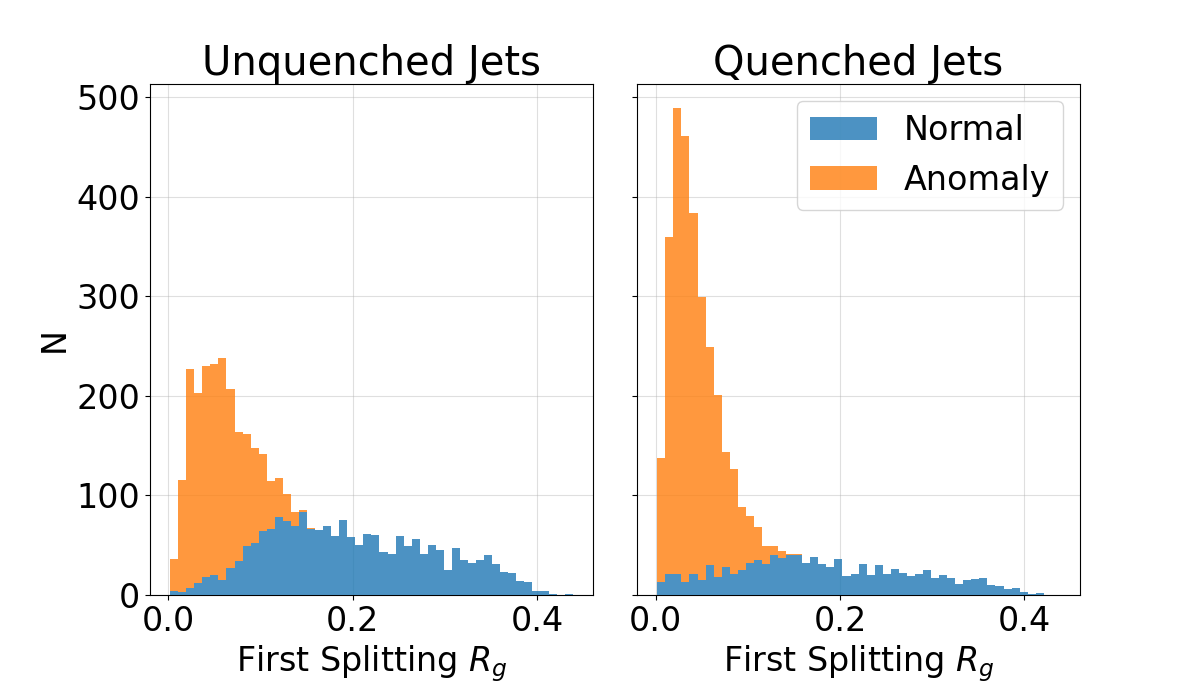 Unquenched Jets
Quenched Jets
500
400
300
200
100
0
N
0.0 0.2 0.4
0.0 0.2 0.4
First Splitting R_g
First Splitting R_g
Normal
Anomaly